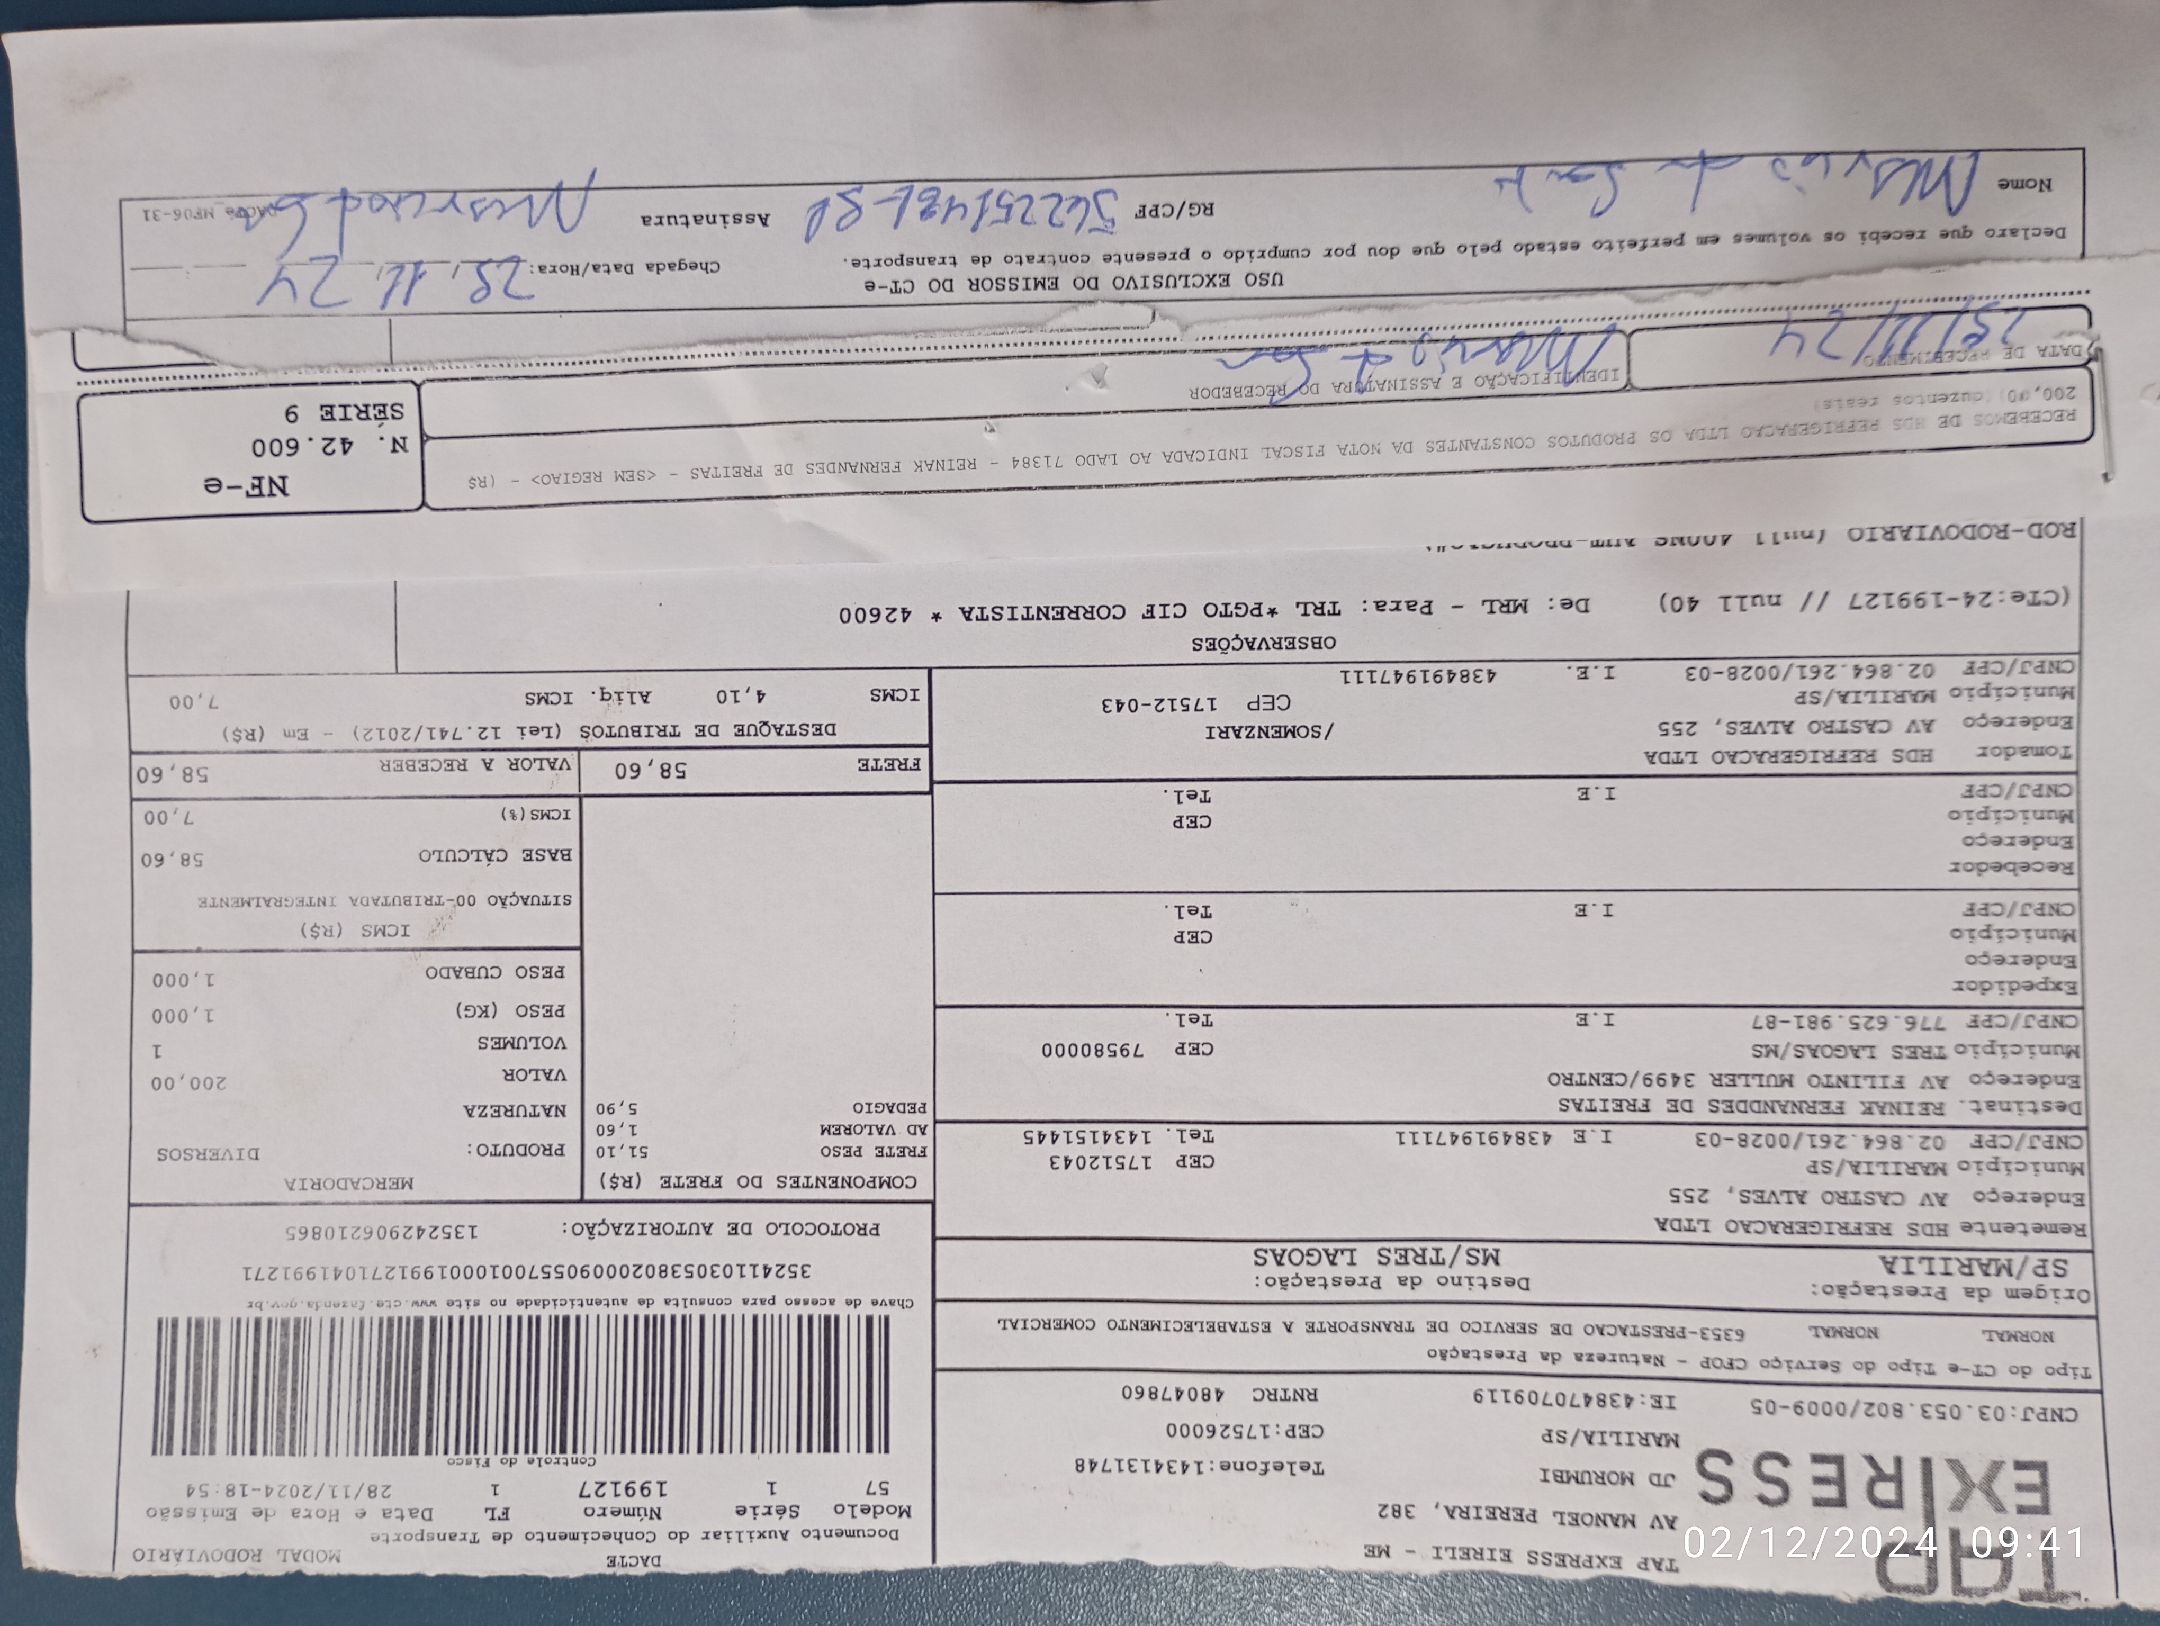 TAP
EXPRESS
TAP EXPRESS EIRELI - ME
AV MANOEL PEREIRA, 382
JD MORUMBI
MARILIA/SP
Telefone:1434131748
CEP:17526000
CNPJ:03.053.802/0009-05
IE:438470709119
RNTRC 48047860
DACTE
MODAL RODOVIÁRIO
Documento Auxiliar do Conhecimento de Transporte
Modelo Série Número FL Data e Hora de Emissão
57 1 199127 1 28/11/2024-18:54
Controle do Fisco
Chave de acesso para consulta de autenticidade no site www.cte.fazenda.gov.br
PROTOCOLO DE AUTORIZAÇÃO: 135242906210865
Tipo do CT-e Tipo do Serviço CFOP - Natureza da Prestação
NORMAL NORMAL 6353-PRESTACAO DE SERVICO DE TRANSPORTE A ESTABELECIMENTO COMERCIAL
Origem da Prestação: Destino da Prestação:
SP/MARILIA MS/TRES LAGOAS
Remetente HDS REFRIGERACAO LTDA
Endereço AV CASTRO ALVES, 255
Município MARILIA/SP CEP 17512043
CNPJ/CPF 02.864.261/0028-03 I.E 438491947111 Tel. 1434151445
Destinat. REINAK FERNANDDES DE FREITAS
Endereço AV FILINTO MULLER 3499/CENTRO
Município TRES LAGOAS/MS CEP 79580000
CNPJ/CPF 776.625.981-87 I.E Tel.
Expedidor
Endereço
Município CEP
CNPJ/CPF I.E Tel.
Recebedor
Endereço
Município CEP
CNPJ/CPF I.E Tel.
Tomador HDS REFRIGERACAO LTDA
Endereço AV CASTRO ALVES, 255 /SOMENZARI
Município MARILIA/SP CEP 17512-043
CNPJ/CPF 02.864.261/0028-03 I.E. 438491947111
COMPONENTES DO FRETE (R$)
FRETE PESO 51,10
AD VALOREM 1,60
PEDAGIO 5,90
MERCADORIA
PRODUTO: DIVERSOS
NATUREZA
VALOR 200,00
VOLUMES 1
PESO (KG) 1,000
PESO CUBADO 1,000
ICMS (R$)
SITUAÇÃO 00-TRIBUTADA INTEGRALMENTE
BASE CÁLCULO 58,60
ICMS(%) 7,00
FRETE 58,60 VALOR A RECEBER 58,60
DESTAQUE DE TRIBUTOS (Lei 12.741/2012) - Em (R$)
ICMS 4,10 Aliq. ICMS 7,00
OBSERVAÇÕES
(CTe:24-199127 // null 40) De: MRL - Para: TRL *PGTO CIF CORRENTISTA * 42600
ROD-RODOVIARIO (null
RECEBEMOS DE HDS REFRIGERACAO LTDA OS PRODUTOS CONSTANTES DA NOTA FISCAL INDICADA AO LADO 71384 - REINAK FERNANDES DE FREITAS - <SEM REGIAO> - (R$
200,00) (duzentos reais)
NF-e
N. 42.600
SÉRIE 9
DATA DE RECEBIMENTO
IDENTIFICAÇÃO E ASSINATURA DO RECEBEDOR
USO EXCLUSIVO DO EMISSOR DO CT-e
Declaro que recebi os volumes em perfeito estado pelo que dou por cumprido o presente contrato de transporte.
Chegada Data/Hora:
Nome
RG/CPF
Assinatura
02/12/2024 09:41